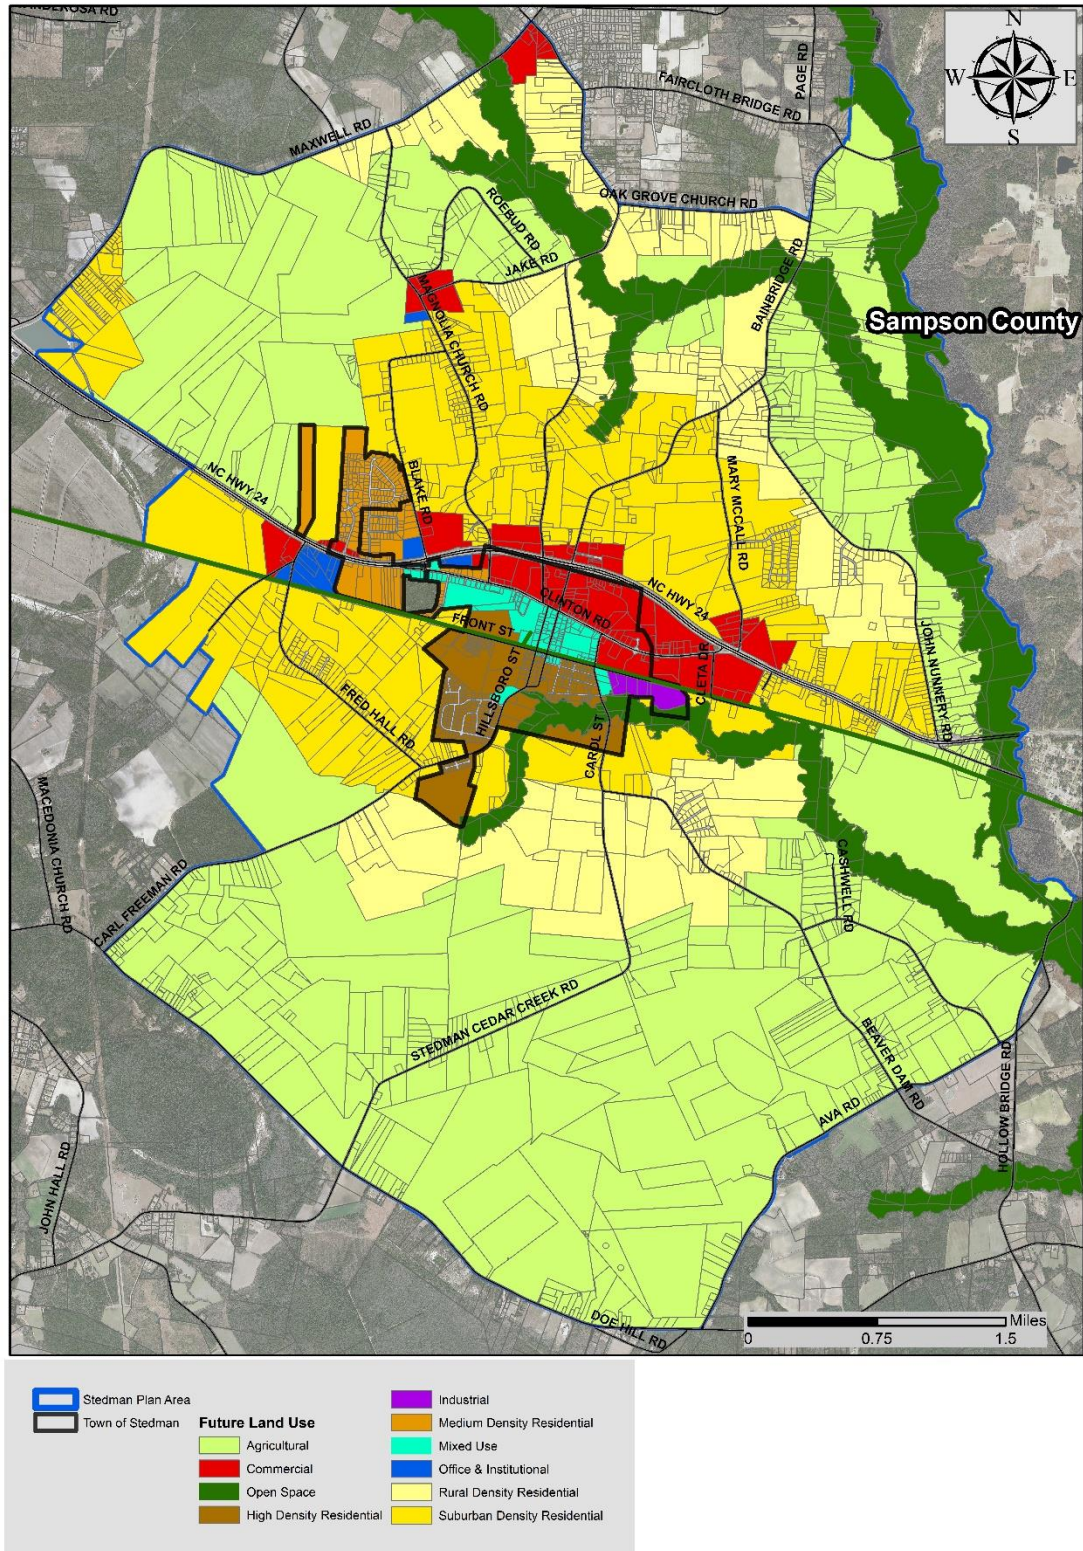 N
W E
S
PAGE RD
FAIRCLOTH BRIDGE RD
MAXWELL RD
OAK GROVE CHURCH RD
ROEBUD RD
JAKE RD
BAINBRIDGE RD
MAGNOLIA CHURCH RD
Sampson County
NC HWY 24
BLAKE RD
MARY MCCALL RD
NC HWY 24
CLINTON RD
FRONT ST
HILLSBORO ST
CLETA DR
JOHN NUNNERY RD
FRED HALL RD
CAROL ST
MACEDONIA CHURCH RD
CASHWELL RD
CARL FREEMAN RD
STEDMAN CEDAR CREEK RD
BEAVER DAM RD
AVA RD
HOLLOW BRIDGE RD
JOHN HALL RD
DOE HILL RD
Miles
0 0.75 1.5
Stedman Plan Area
Town of Stedman
Future Land Use
Agricultural
Commercial
Open Space
High Density Residential
Industrial
Medium Density Residential
Mixed Use
Office & Institutional
Rural Density Residential
Suburban Density Residential